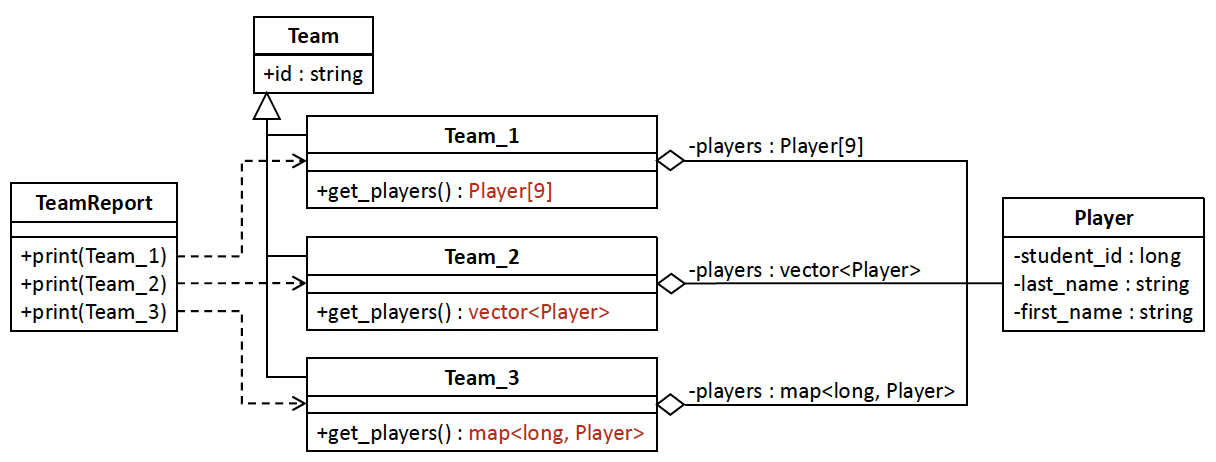 Team
+id : string
Team_1
+get_players() : Player[9]
-players : Player[9]
TeamReport
+print(Team_1)
+print(Team_2)
+print(Team_3)
Team_2
+get_players() : vector<Player>
-players : vector<Player>
Team_3
+get_players() : map<long, Player>
-players : map<long, Player>
Player
-student_id : long
-last_name : string
-first_name : string